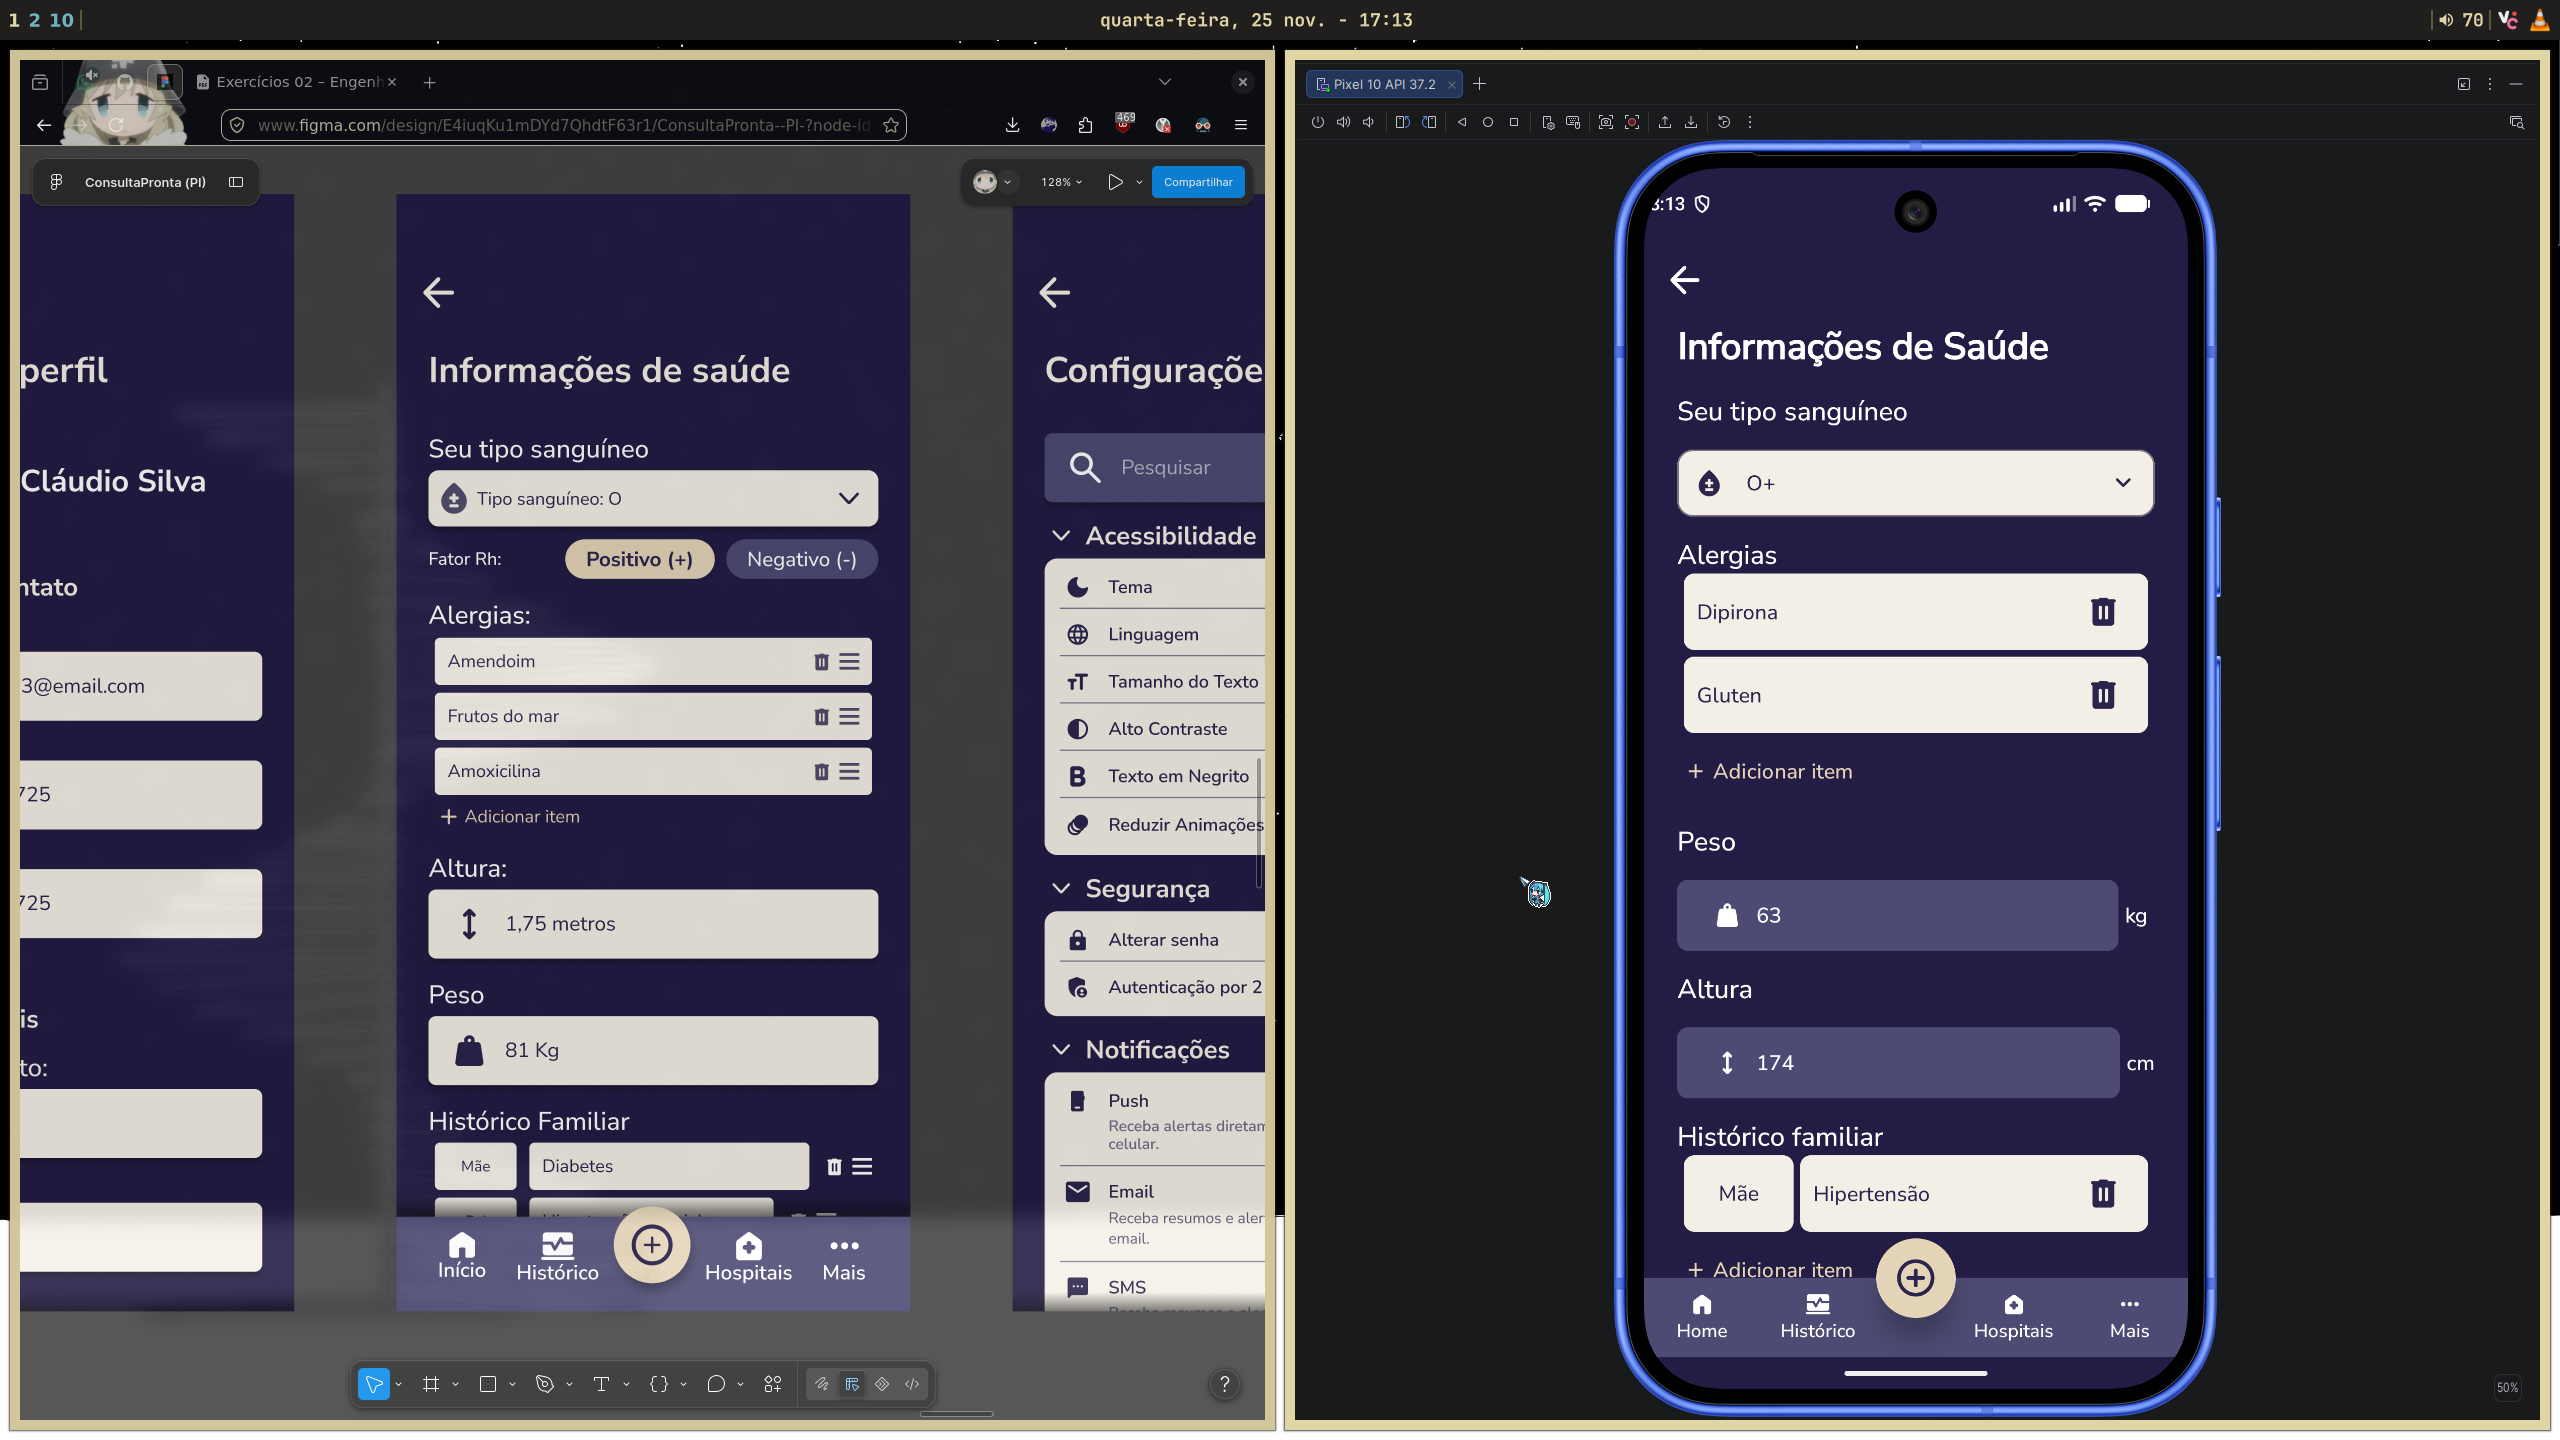 1 2 10
quarta-feira, 25 nov. - 17:13
70
Exercícios 02 – Engenh
www.figma.com/design/E4iuqKu1mDYd7QhdtF63r1/ConsultaPronta--PI-?node-id
469
ConsultaPronta (PI)
128%
Compartilhar
perfil
Cláudio Silva
ntato
3@email.com
725
725
is
to:
Informações de saúde
Seu tipo sanguíneo
Tipo sanguíneo: O
Fator Rh:
Positivo (+)
Negativo (-)
Alergias:
Amendoim
Frutos do mar
Amoxicilina
Adicionar item
Altura:
1,75 metros
Peso
81 Kg
Histórico Familiar
Mãe
Diabetes
Início
Histórico
Hospitais
Mais
Configuraçõe
Pesquisar
Acessibilidade
Tema
Linguagem
Tamanho do Texto
Alto Contraste
Texto em Negrito
Reduzir Animações
Segurança
Alterar senha
Autenticação por 2
Notificações
Push
Receba alertas diretam
celular.
Email
Receba resumos e aler
email.
SMS
Pixel 10 API 37.2
3:13
Informações de Saúde
Seu tipo sanguíneo
O+
Alergias
Dipirona
Gluten
+ Adicionar item
Peso
63
kg
Altura
174
cm
Histórico familiar
Mãe
Hipertensão
+ Adicionar item
Home
Histórico
Hospitais
Mais
50%